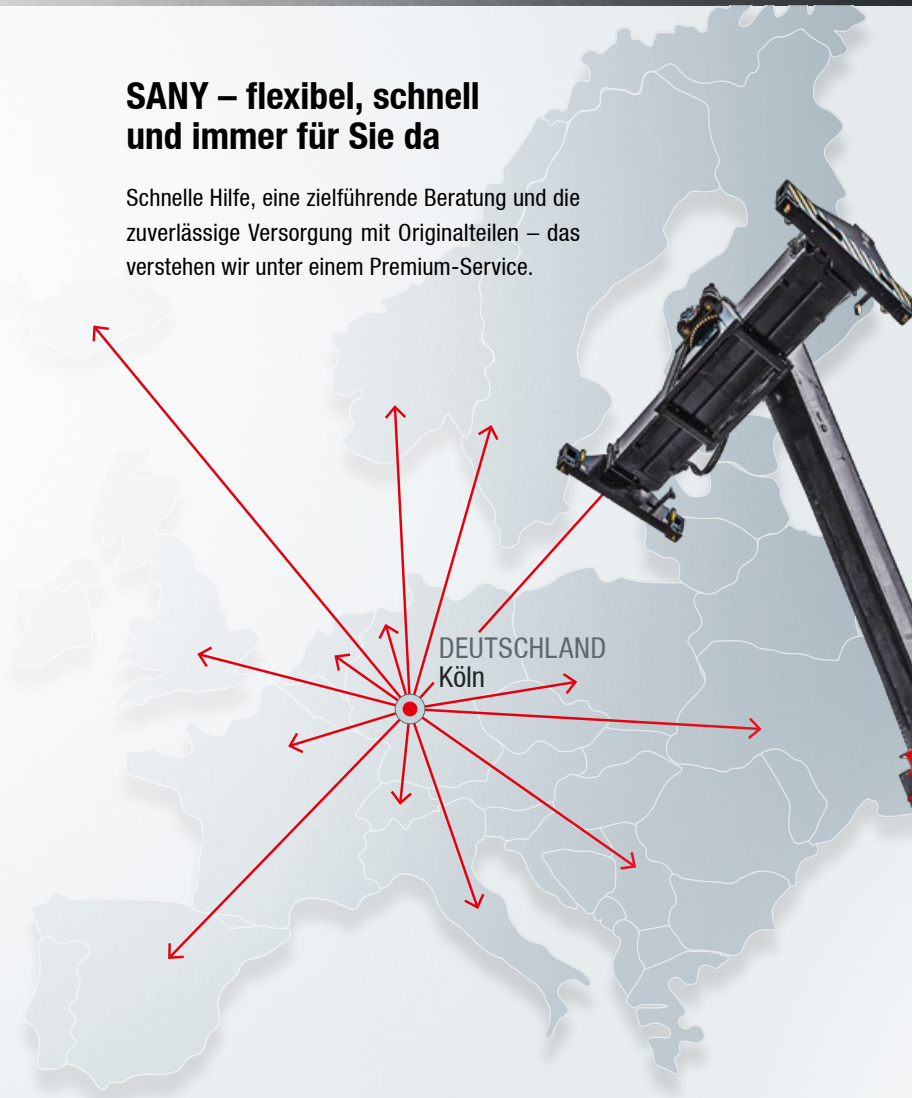 SANY – flexibel, schnell
und immer für Sie da
Schnelle Hilfe, eine zielführende Beratung und die
zuverlässige Versorgung mit Originalteilen – das
verstehen wir unter einem Premium-Service.
DEUTSCHLAND
Köln